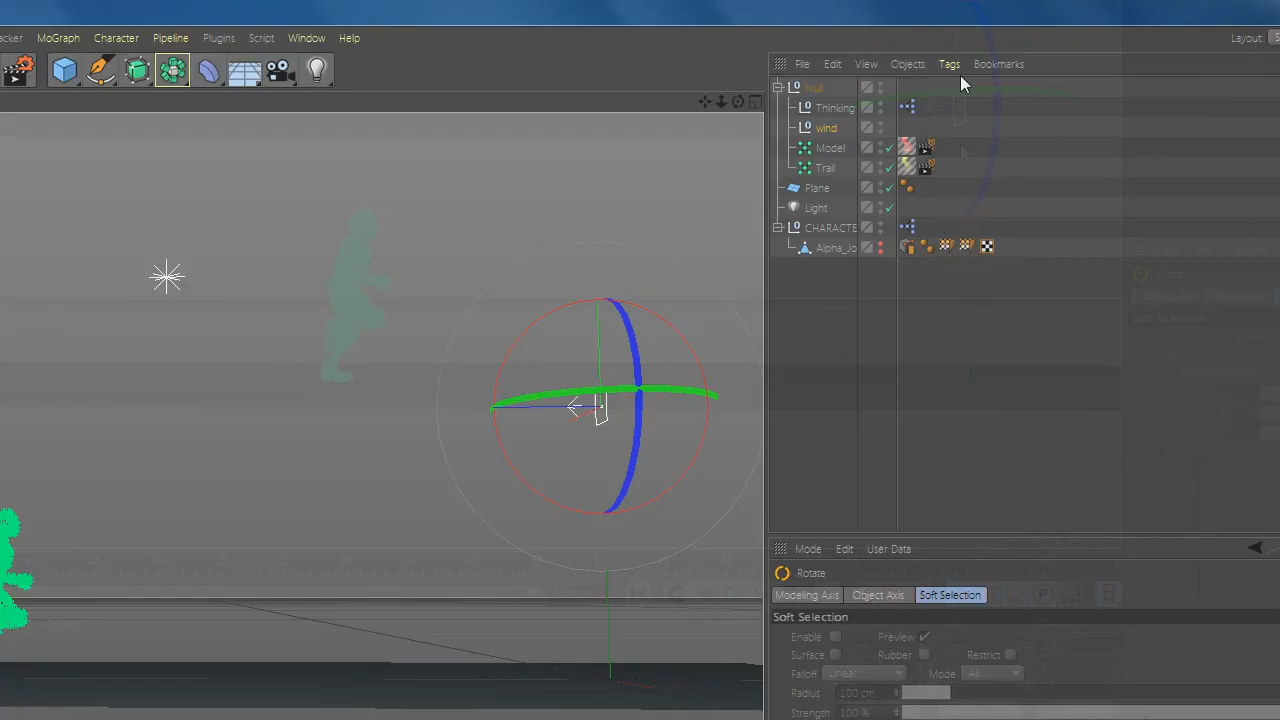 acker MoGraph Character Pipeline Plugins Script Window Help Layout:
File Edit View Objects Tags Bookmarks
Null
Thinking
wind
Model
Trail
Plane
Light
CHARACTE
Alpha_Jo
Mode Edit User Data
Rotate
Modeling Axis Object Axis Soft Selection
Soft Selection
Enable Preview
Surface Rubber Restrict
Falloff Linear Mode All
Radius 100 cm
Strength 100 %